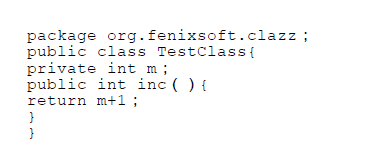 package org.fenixsoft.clazz;
public class TestClass{
private int m;
public int inc(){
return m+1;
}
}